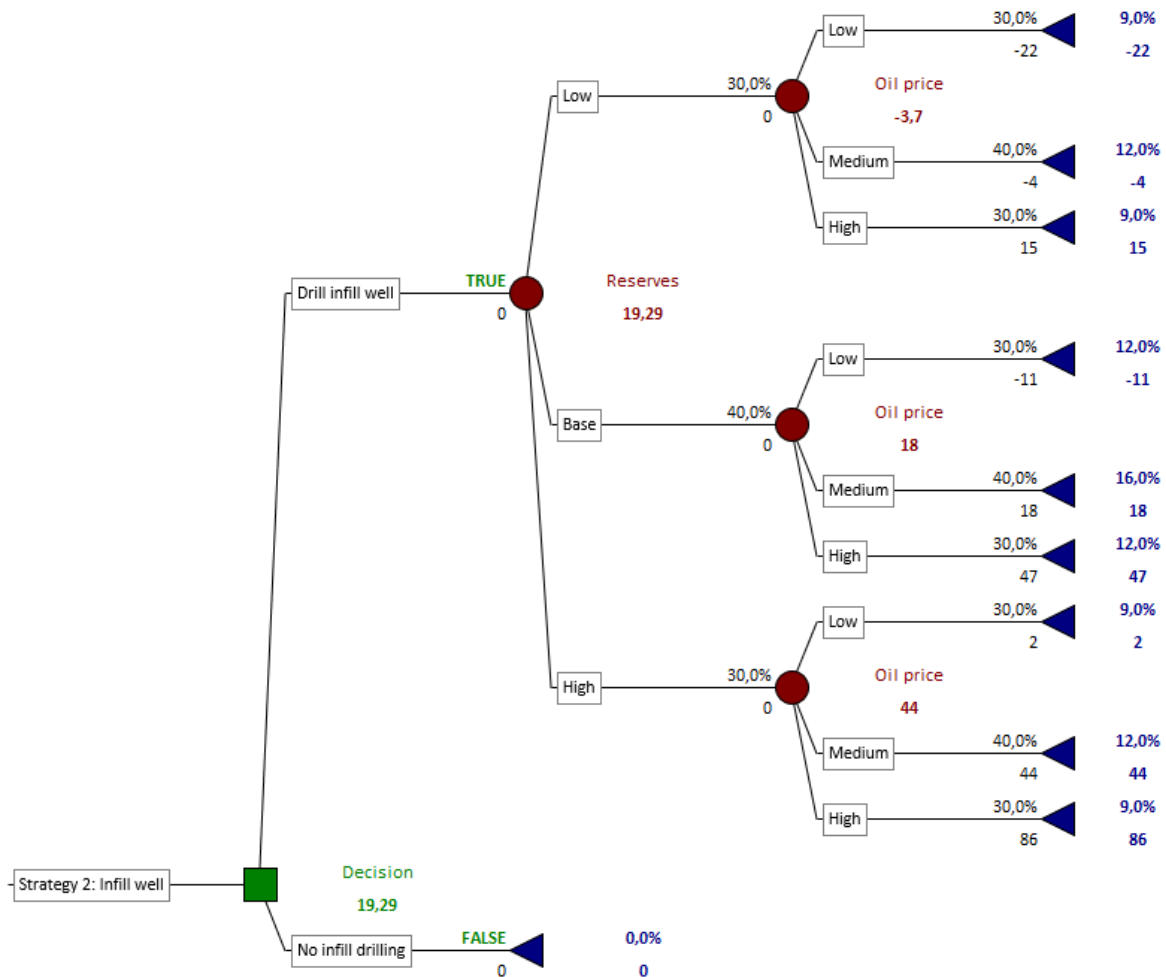 Low 30,0% 9,0%
-22 -22
Low 30,0% Oil price
0 -3,7
Medium 40,0% 12,0%
-4 -4
High 30,0% 9,0%
15 15
Drill infill well TRUE Reserves
0 19,29
Low 30,0% 12,0%
-11 -11
Base 40,0% Oil price
0 18
Medium 40,0% 16,0%
18 18
High 30,0% 12,0%
47 47
Low 30,0% 9,0%
2 2
High 30,0% Oil price
0 44
Medium 40,0% 12,0%
44 44
High 30,0% 9,0%
86 86
Strategy 2: Infill well Decision
19,29
No infill drilling FALSE 0,0%
0 0